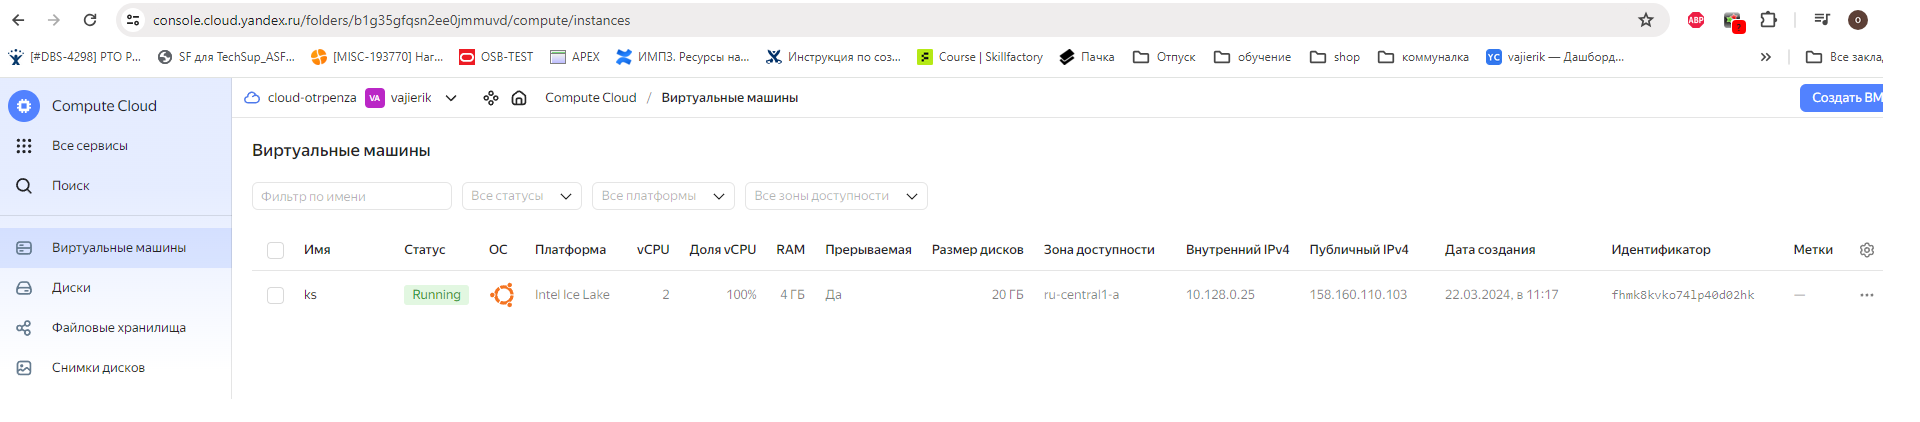 console.cloud.yandex.ru/folders/b1g35gfqsn2ee0jmmuvd/compute/instances
ABP
2
O
[#DBS-4298] РТО P...
SF для TechSup_ASF...
[MISC-193770] Наг...
OSB-TEST
APEX
ИМПЗ. Ресурсы на...
Инструкция по соз...
Course | Skillfactory
Пачка
Отпуск
обучение
shop
коммуналка
YC vajierik — Дашборд...
Все закла
Compute Cloud
cloud-otrpenza VA vajierik
Compute Cloud / Виртуальные машины
Создать ВМ
Все сервисы
Поиск
Виртуальные машины
Диски
Файловые хранилища
Снимки дисков
Виртуальные машины
Фильтр по имени
Все статусы
Все платформы
Все зоны доступности
Имя Статус ОС Платформа vCPU Доля vCPU RAM Прерываемая Размер дисков Зона доступности Внутренний IPv4 Публичный IPv4 Дата создания Идентификатор Метки
ks Running Intel Ice Lake 2 100% 4 ГБ Да 20 ГБ ru-central1-a 10.128.0.25 158.160.110.103 22.03.2024, в 11:17 fhmk8kvko74lp40d02hk —